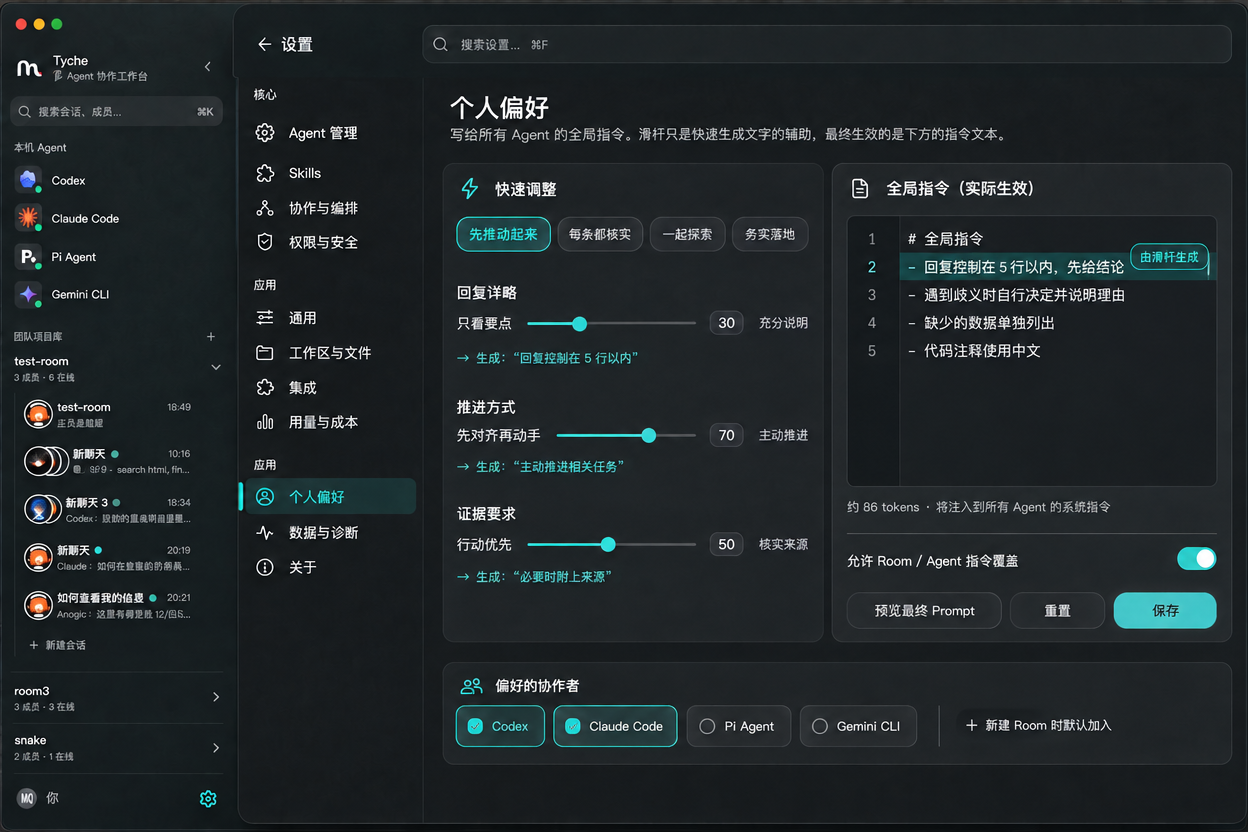 Tyche
Agent 协作工作台
搜索会话、成员... ⌘K
本机 Agent
Codex
Claude Code
Pi Agent
Gemini CLI
团队项目库
test-room
3 成员 · 6 在线
test-room 18:49
新聊天 10:16
- search html, fin...
新聊天 3 18:34
Codex：
新聊天 20:19
Claude：如何在
如何查看我的信息 20:21
Anogic：
新建会话
room3
3 成员 · 3 在线
snake
2 成员 · 1 在线
MQ 你
设置
核心
Agent 管理
Skills
协作与编排
权限与安全
应用
通用
工作区与文件
集成
用量与成本
应用
个人偏好
数据与诊断
关于
搜索设置... ⌘F
个人偏好
写给所有 Agent 的全局指令。滑杆只是快速生成文字的辅助，最终生效的是下方的指令文本。
快速调整
先推动起来 每条都核实 一起探索 务实落地
回复详略
只看要点 30 充分说明
→ 生成：“回复控制在 5 行以内”
推进方式
先对齐再动手 70 主动推进
→ 生成：“主动推进相关任务”
证据要求
行动优先 50 核实来源
→ 生成：“必要时附上来源”
全局指令（实际生效）
1 # 全局指令
2 - 回复控制在 5 行以内，先给结论 由滑杆生成
3 - 遇到歧义时自行决定并说明理由
4 - 缺少的数据单独列出
5 - 代码注释使用中文
约 86 tokens · 将注入到所有 Agent 的系统指令
允许 Room / Agent 指令覆盖
预览最终 Prompt 重置 保存
偏好的协作者
Codex Claude Code Pi Agent Gemini CLI + 新建 Room 时默认加入